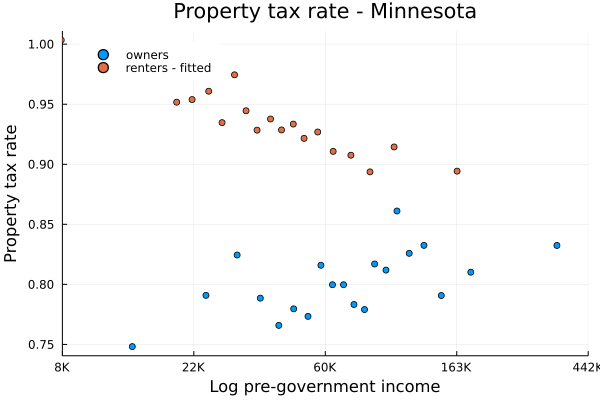 Property tax rate - Minnesota
owners
renters - fitted
1.00
0.95
0.90
0.85
0.80
0.75
Property tax rate
8K 22K 60K 163K 442K
Log pre-government income